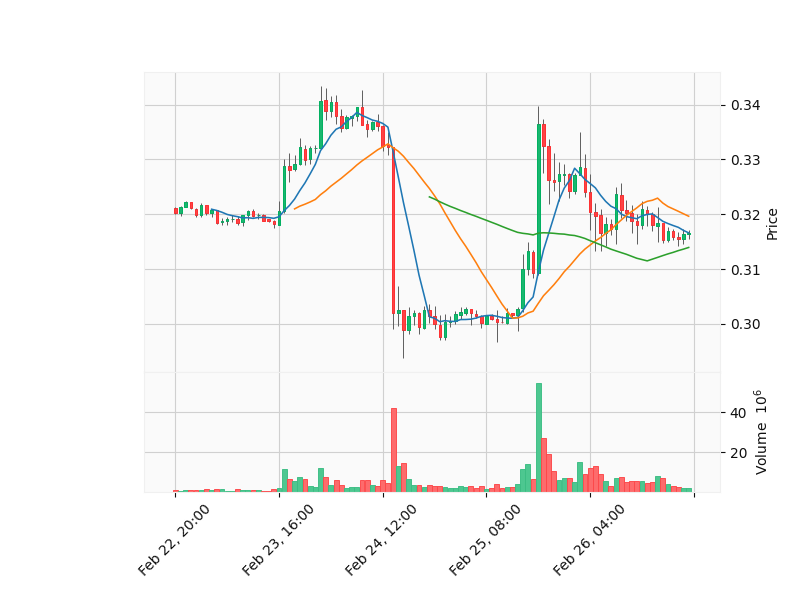 0.34
0.33
0.32
0.31
0.30
Price
40
20
Volume 10^6
Feb 22, 20:00
Feb 23, 16:00
Feb 24, 12:00
Feb 25, 08:00
Feb 26, 04:00